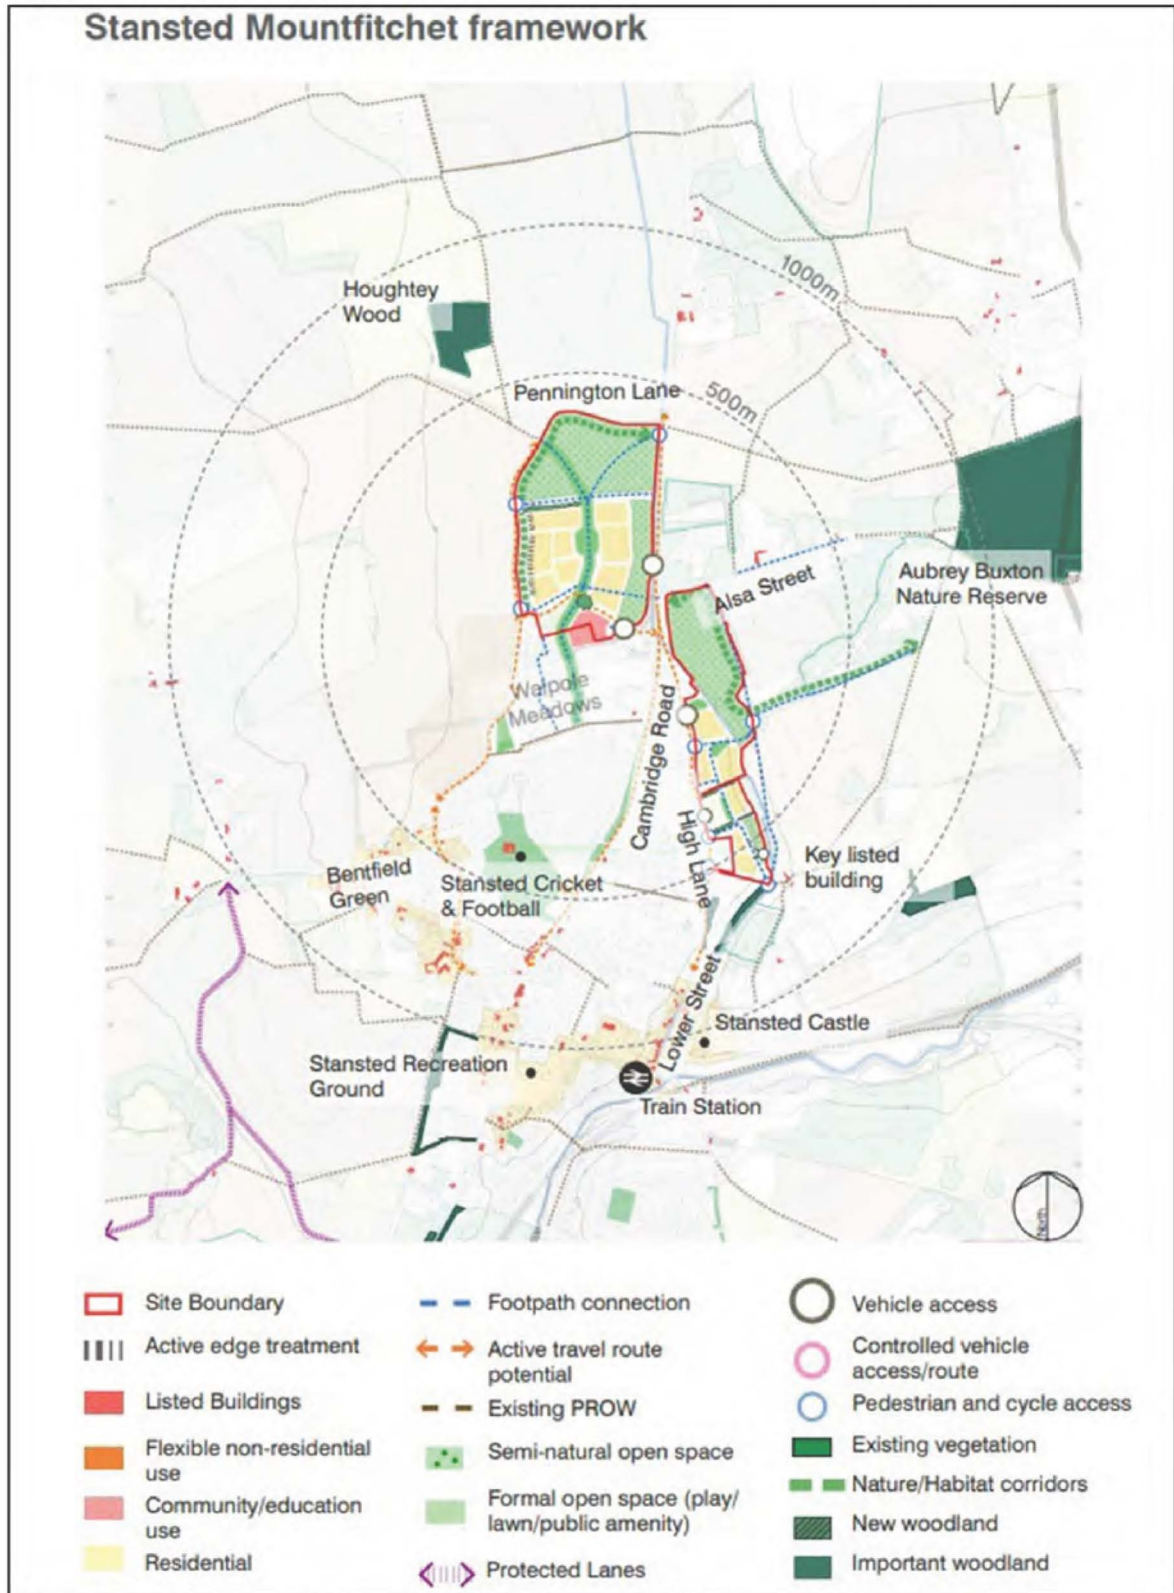 Stansted Mountfitchet framework
1000m
Houghtey
Wood
Pennington Lane
500m
Alsa Street
Aubrey Buxton
Nature Reserve
Walpole
Meadows
Cambridge Road
High Lane
Key listed
building
Bentfield
Green
Stansted Cricket
& Football
Lower Street
Stansted Castle
Stansted Recreation
Ground
Train Station
North
Site Boundary
Active edge treatment
Listed Buildings
Flexible non-residential
use
Community/education
use
Residential
Footpath connection
Active travel route
potential
Existing PROW
Semi-natural open space
Formal open space (play/
lawn/public amenity)
Protected Lanes
Vehicle access
Controlled vehicle
access/route
Pedestrian and cycle access
Existing vegetation
Nature/Habitat corridors
New woodland
Important woodland